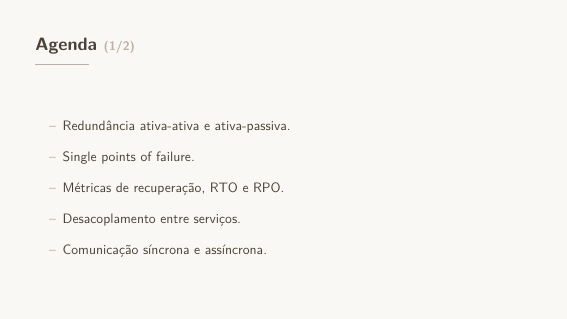 Agenda (1/2)
– Redundância ativa-ativa e ativa-passiva.
– Single points of failure.
– Métricas de recuperação, RTO e RPO.
– Desacoplamento entre serviços.
– Comunicação síncrona e assíncrona.